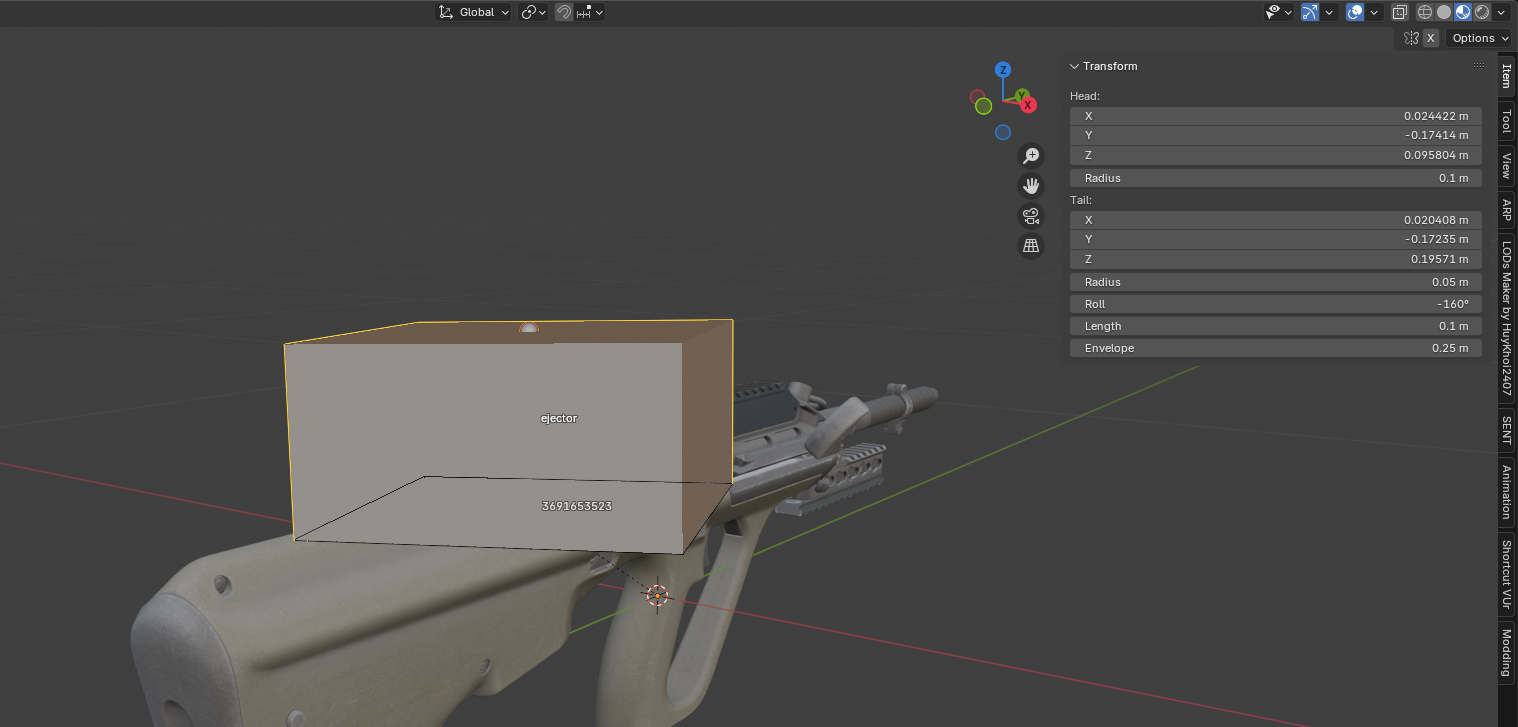 Global
X
Options
Transform
Head:
X 0.024422 m
Y -0.17414 m
Z 0.095804 m
Radius 0.1 m
Tail:
X 0.020408 m
Y -0.17235 m
Z 0.19571 m
Radius 0.05 m
Roll -160°
Length 0.1 m
Envelope 0.25 m
Z
Y
X
ejector
3691653523
Item
Tool
View
ARP
LODs Maker by HuyKhoi2407
SENT
Animation
Shortcut VUr
Modding